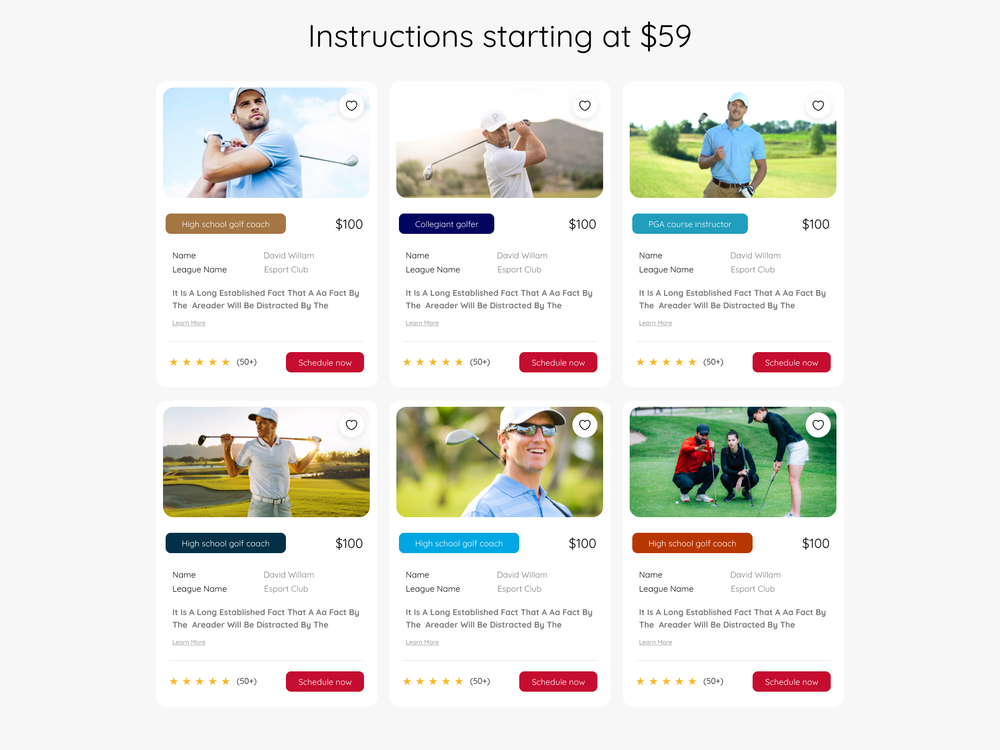 Instructions starting at $59
High school golf coach $100
Name David Willam
League Name Esport Club
It Is A Long Established Fact That A Aa Fact By
The Areader Will Be Distracted By The
Learn More
(50+) Schedule now
Collegiant golfer $100
Name David Willam
League Name Esport Club
It Is A Long Established Fact That A Aa Fact By
The Areader Will Be Distracted By The
Learn More
(50+) Schedule now
PGA course instructor $100
Name David Willam
League Name Esport Club
It Is A Long Established Fact That A Aa Fact By
The Areader Will Be Distracted By The
Learn More
(50+) Schedule now
High school golf coach $100
Name David Willam
League Name Esport Club
It Is A Long Established Fact That A Aa Fact By
The Areader Will Be Distracted By The
Learn More
(50+) Schedule now
High school golf coach $100
Name David Willam
League Name Esport Club
It Is A Long Established Fact That A Aa Fact By
The Areader Will Be Distracted By The
Learn More
(50+) Schedule now
High school golf coach $100
Name David Willam
League Name Esport Club
It Is A Long Established Fact That A Aa Fact By
The Areader Will Be Distracted By The
Learn More
(50+) Schedule now